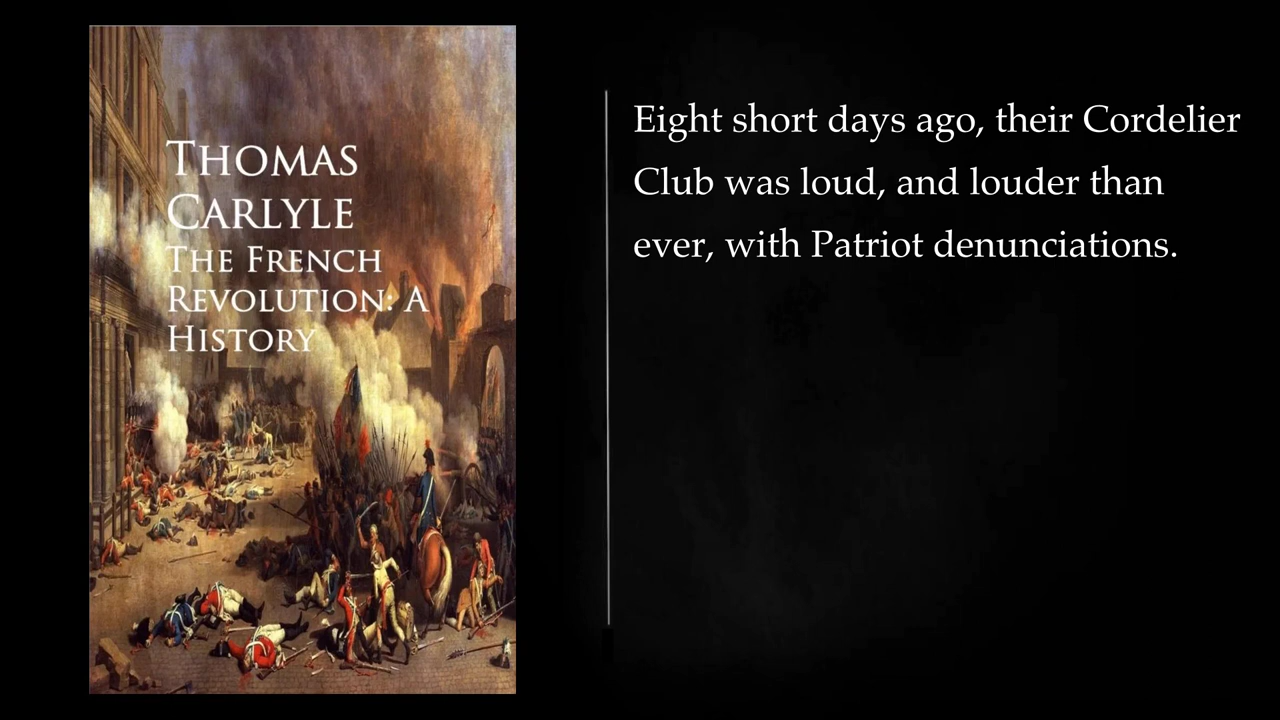 THOMAS
CARLYLE
THE FRENCH
REVOLUTION: A
HISTORY
Eight short days ago, their Cordelier
Club was loud, and louder than
ever, with Patriot denunciations.